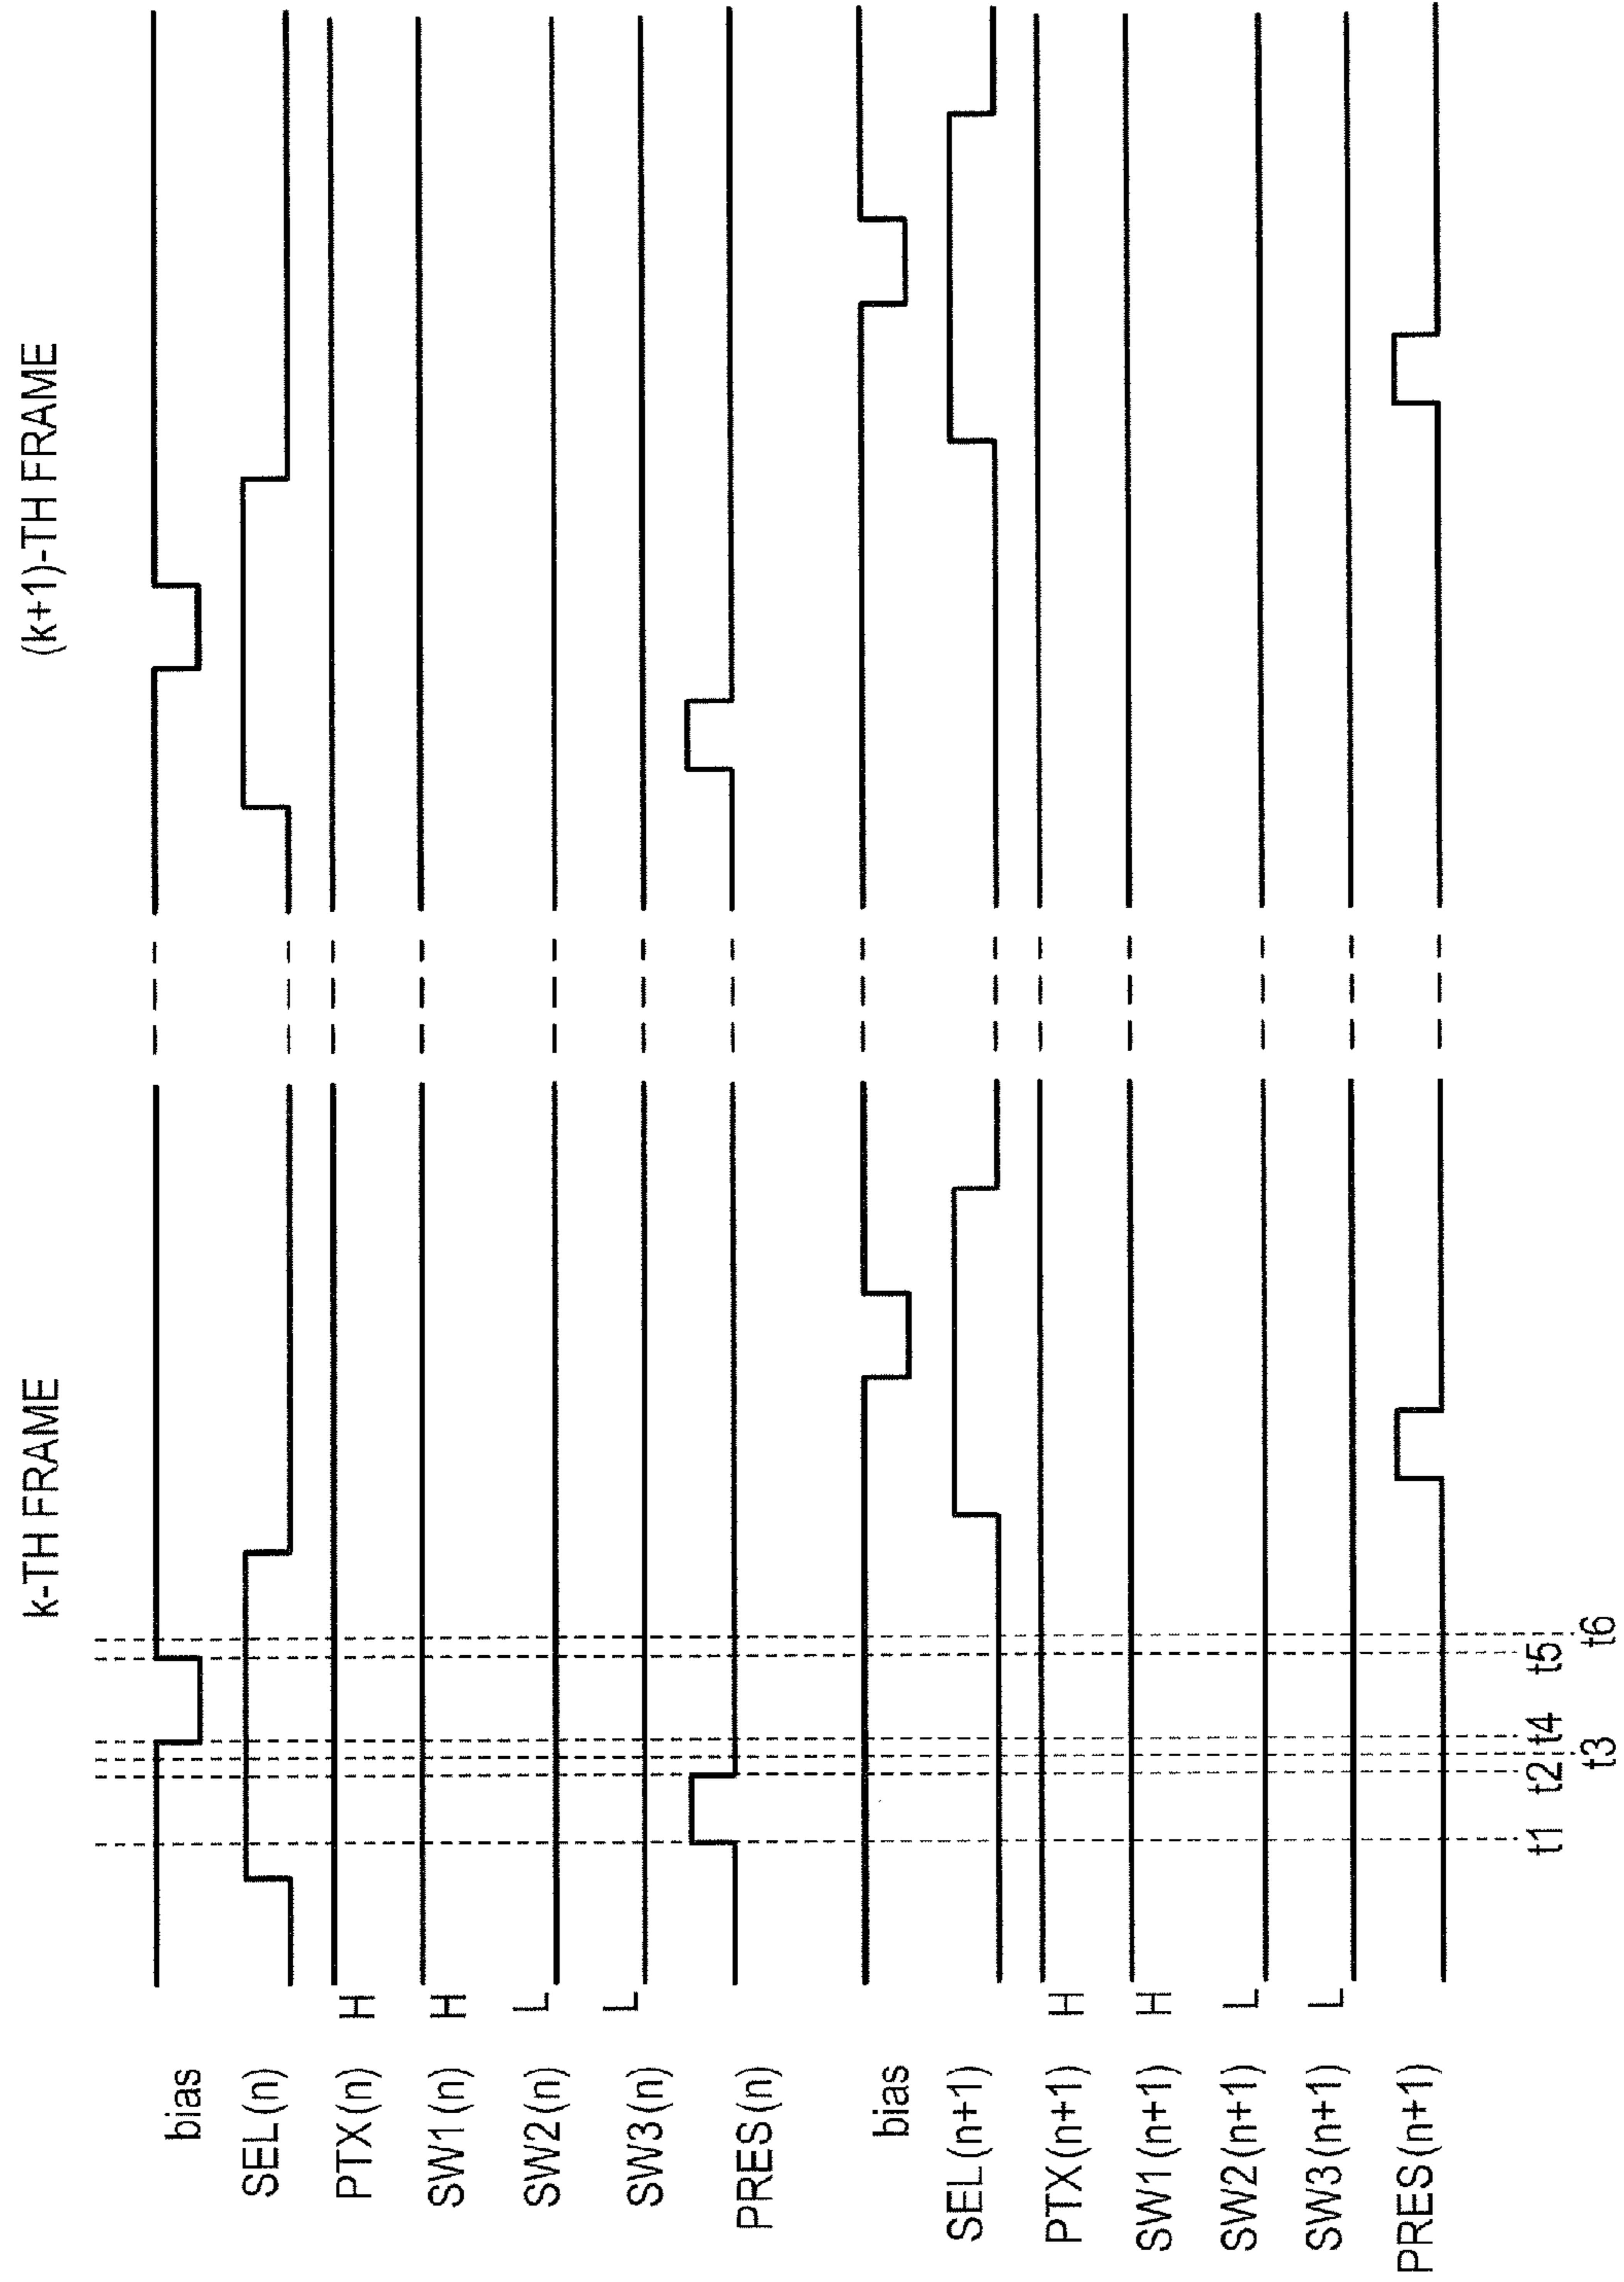 k-TH FRAME
(k+1)-TH FRAME
bias
SEL(n)
PTX(n) H
SW1(n) H
SW2(n) L
SW3(n) L
PRES(n)
bias
SEL(n+1)
PTX(n+1) H
SW1(n+1) H
SW2(n+1) L
SW3(n+1) L
PRES(n+1)
t1 t2 t4 t5
t3 t6